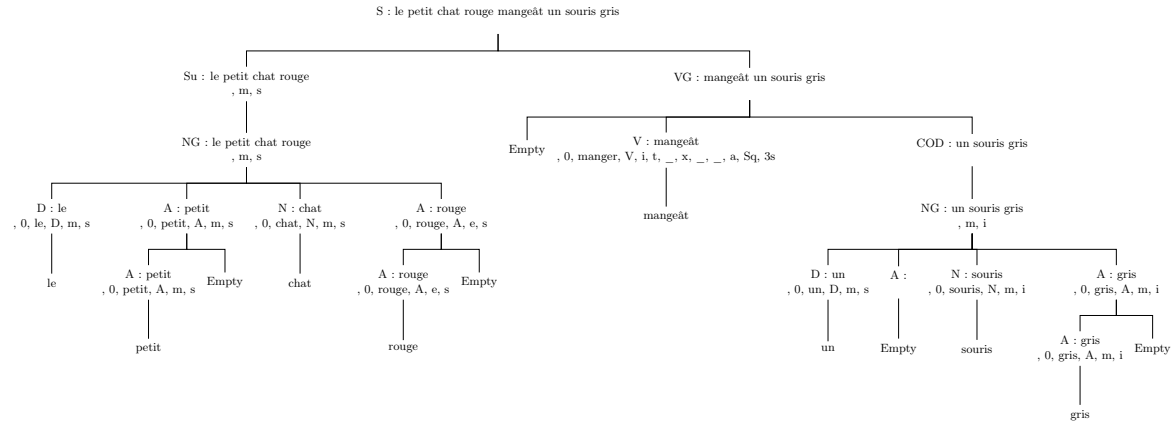 S : le petit chat rouge mangeât un souris gris
Su : le petit chat rouge
, m, s
VG : mangeât un souris gris
NG : le petit chat rouge
, m, s
Empty
V : mangeât
, 0, manger, V, i, t, _, x, _, _, a, Sq, 3s
COD : un souris gris
D : le
, 0, le, D, m, s
A : petit
, 0, petit, A, m, s
N : chat
, 0, chat, N, m, s
A : rouge
, 0, rouge, A, e, s
mangeât
NG : un souris gris
, m, i
le
A : petit
, 0, petit, A, m, s
Empty
chat
A : rouge
, 0, rouge, A, e, s
Empty
D : un
, 0, un, D, m, s
A :
N : souris
, 0, souris, N, m, i
A : gris
, 0, gris, A, m, i
petit
rouge
un
Empty
souris
A : gris
, 0, gris, A, m, i
Empty
gris